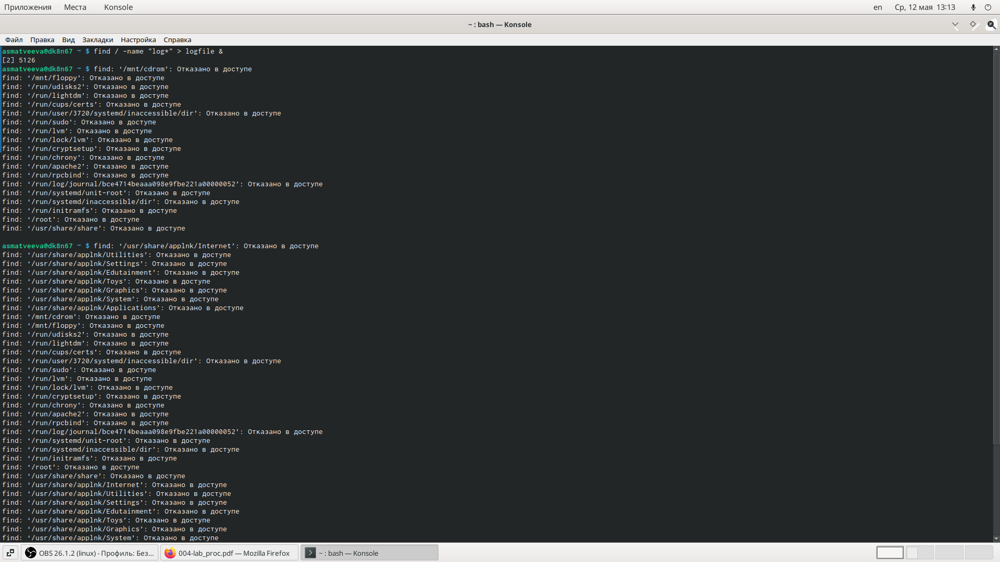 Приложения Места Konsole en Ср, 12 мая 13:13
~ : bash — Konsole
Файл Правка Вид Закладки Настройка Справка
asmatveeva@dk8n67 ~ $ find / -name "log*" > logfile &
[2] 5126
asmatveeva@dk8n67 ~ $ find: ‘/mnt/cdrom’: Отказано в доступе
find: ‘/mnt/floppy’: Отказано в доступе
find: ‘/run/udisks2’: Отказано в доступе
find: ‘/run/lightdm’: Отказано в доступе
find: ‘/run/cups/certs’: Отказано в доступе
find: ‘/run/user/3720/systemd/inaccessible/dir’: Отказано в доступе
find: ‘/run/sudo’: Отказано в доступе
find: ‘/run/lvm’: Отказано в доступе
find: ‘/run/lock/lvm’: Отказано в доступе
find: ‘/run/cryptsetup’: Отказано в доступе
find: ‘/run/chrony’: Отказано в доступе
find: ‘/run/apache2’: Отказано в доступе
find: ‘/run/rpcbind’: Отказано в доступе
find: ‘/run/log/journal/bce4714beaaa098e9fbe221a00000052’: Отказано в доступе
find: ‘/run/systemd/unit-root’: Отказано в доступе
find: ‘/run/systemd/inaccessible/dir’: Отказано в доступе
find: ‘/run/initramfs’: Отказано в доступе
find: ‘/root’: Отказано в доступе
find: ‘/usr/share/share’: Отказано в доступе
asmatveeva@dk8n67 ~ $ find: ‘/usr/share/applnk/Internet’: Отказано в доступе
find: ‘/usr/share/applnk/Utilities’: Отказано в доступе
find: ‘/usr/share/applnk/Settings’: Отказано в доступе
find: ‘/usr/share/applnk/Edutainment’: Отказано в доступе
find: ‘/usr/share/applnk/Toys’: Отказано в доступе
find: ‘/usr/share/applnk/Graphics’: Отказано в доступе
find: ‘/usr/share/applnk/System’: Отказано в доступе
find: ‘/usr/share/applnk/Applications’: Отказано в доступе
find: ‘/mnt/cdrom’: Отказано в доступе
find: ‘/mnt/floppy’: Отказано в доступе
find: ‘/run/udisks2’: Отказано в доступе
find: ‘/run/lightdm’: Отказано в доступе
find: ‘/run/cups/certs’: Отказано в доступе
find: ‘/run/user/3720/systemd/inaccessible/dir’: Отказано в доступе
find: ‘/run/sudo’: Отказано в доступе
find: ‘/run/lvm’: Отказано в доступе
find: ‘/run/lock/lvm’: Отказано в доступе
find: ‘/run/cryptsetup’: Отказано в доступе
find: ‘/run/chrony’: Отказано в доступе
find: ‘/run/apache2’: Отказано в доступе
find: ‘/run/rpcbind’: Отказано в доступе
find: ‘/run/log/journal/bce4714beaaa098e9fbe221a00000052’: Отказано в доступе
find: ‘/run/systemd/unit-root’: Отказано в доступе
find: ‘/run/systemd/inaccessible/dir’: Отказано в доступе
find: ‘/run/initramfs’: Отказано в доступе
find: ‘/root’: Отказано в доступе
find: ‘/usr/share/share’: Отказано в доступе
find: ‘/usr/share/applnk/Internet’: Отказано в доступе
find: ‘/usr/share/applnk/Utilities’: Отказано в доступе
find: ‘/usr/share/applnk/Settings’: Отказано в доступе
find: ‘/usr/share/applnk/Edutainment’: Отказано в доступе
find: ‘/usr/share/applnk/Toys’: Отказано в доступе
find: ‘/usr/share/applnk/Graphics’: Отказано в доступе
find: ‘/usr/share/applnk/System’: Отказано в доступе
OBS 26.1.2 (linux) - Профиль: Без... 004-lab_proc.pdf — Mozilla Firefox ~ : bash — Konsole